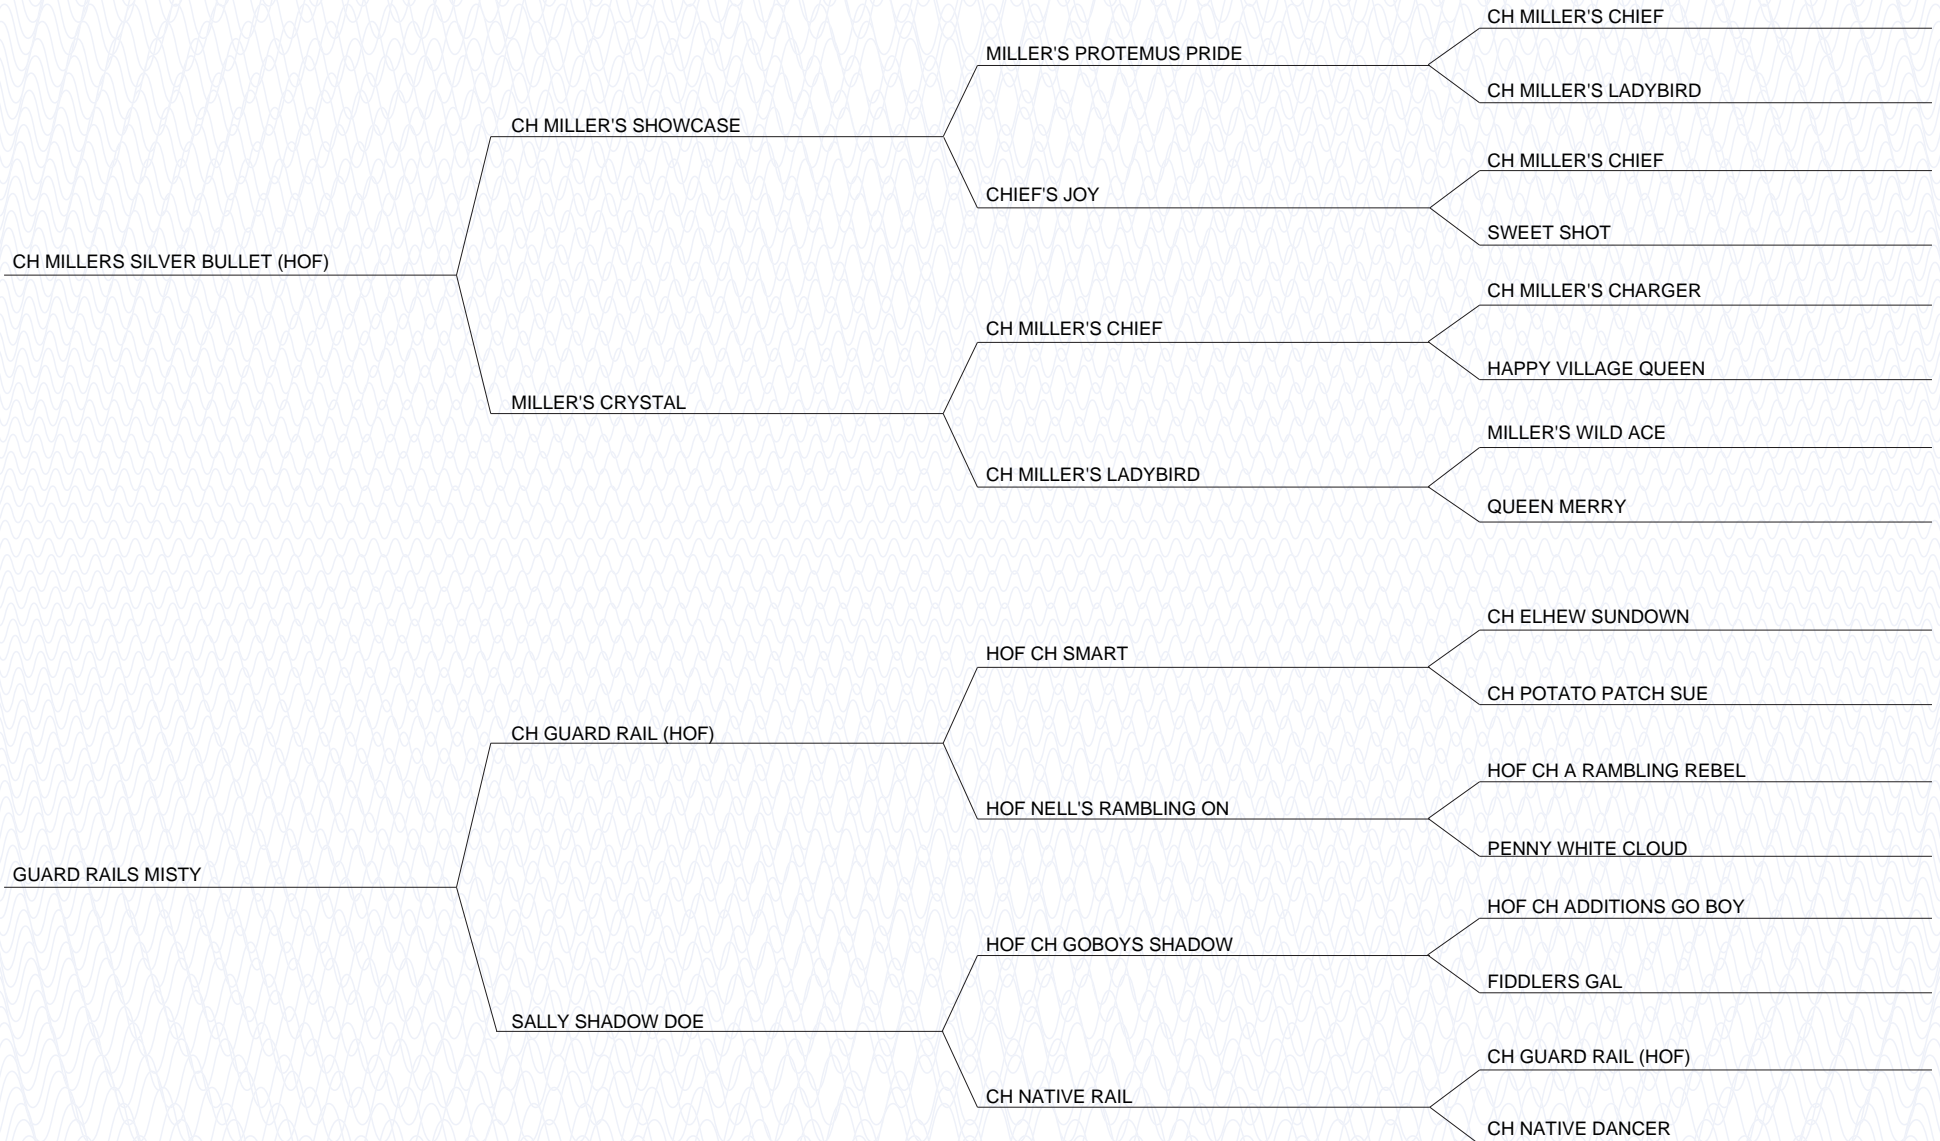 CH MILLER'S CHIEF
MILLER'S PROTEMUS PRIDE
CH MILLER'S LADYBIRD
CH MILLER'S SHOWCASE
CH MILLER'S CHIEF
CHIEF'S JOY
SWEET SHOT
CH MILLERS SILVER BULLET (HOF)
CH MILLER'S CHARGER
CH MILLER'S CHIEF
HAPPY VILLAGE QUEEN
MILLER'S CRYSTAL
MILLER'S WILD ACE
CH MILLER'S LADYBIRD
QUEEN MERRY
CH ELHEW SUNDOWN
HOF CH SMART
CH POTATO PATCH SUE
CH GUARD RAIL (HOF)
HOF CH A RAMBLING REBEL
HOF NELL'S RAMBLING ON
PENNY WHITE CLOUD
GUARD RAILS MISTY
HOF CH ADDITIONS GO BOY
HOF CH GOBOYS SHADOW
FIDDLERS GAL
SALLY SHADOW DOE
CH GUARD RAIL (HOF)
CH NATIVE RAIL
CH NATIVE DANCER